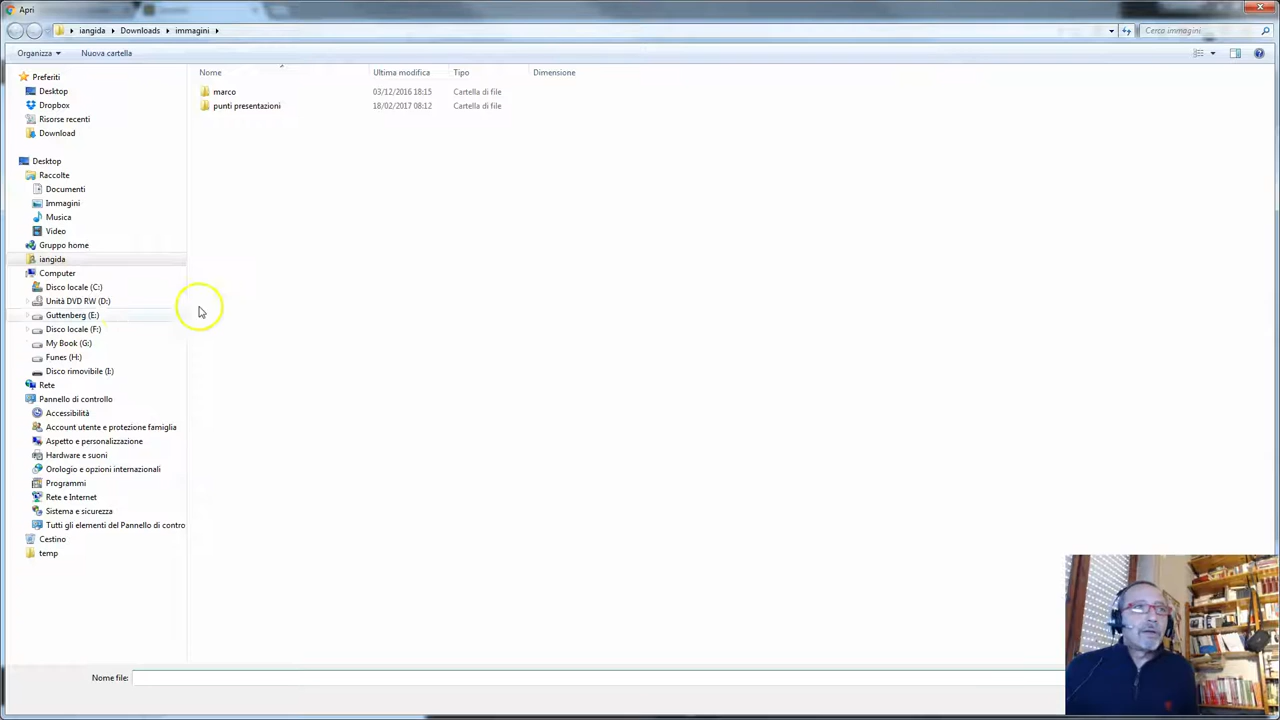 Apri
iangida Downloads immagini
Cerca immagini
Organizza Nuova cartella
Nome Ultima modifica Tipo Dimensione
marco 03/12/2016 18:15 Cartella di file
punti presentazioni 18/02/2017 08:12 Cartella di file
Preferiti
Desktop
Dropbox
Risorse recenti
Download
Desktop
Raccolte
Documenti
Immagini
Musica
Video
Gruppo home
iangida
Computer
Disco locale (C:)
Unità DVD RW (D:)
Guttenberg (E:)
Disco locale (F:)
My Book (G:)
Funes (H:)
Disco rimovibile (I:)
Rete
Pannello di controllo
Accessibilità
Account utente e protezione famiglia
Aspetto e personalizzazione
Hardware e suoni
Orologio e opzioni internazionali
Programmi
Rete e Internet
Sistema e sicurezza
Tutti gli elementi del Pannello di contro
Cestino
temp
Nome file: